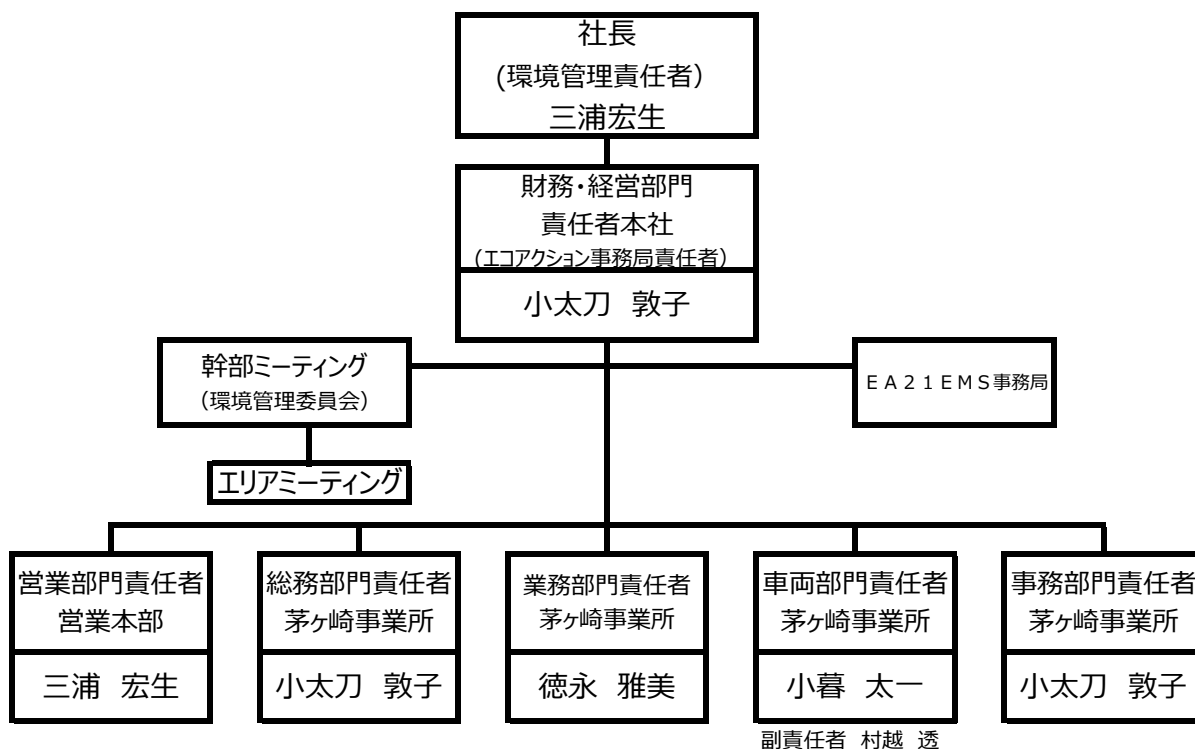 社長
(環境管理責任者)
三浦宏生
財務・経営部門
責任者本社
(エコアクション事務局責任者)
小太刀 敦子
幹部ミーティング
(環境管理委員会)
EA21EMS事務局
エリアミーティング
営業部門責任者
営業本部
三浦 宏生
総務部門責任者
茅ヶ崎事業所
小太刀 敦子
業務部門責任者
茅ヶ崎事業所
徳永 雅美
車両部門責任者
茅ヶ崎事業所
小暮 太一
事務部門責任者
茅ヶ崎事業所
小太刀 敦子
副責任者 村越 透